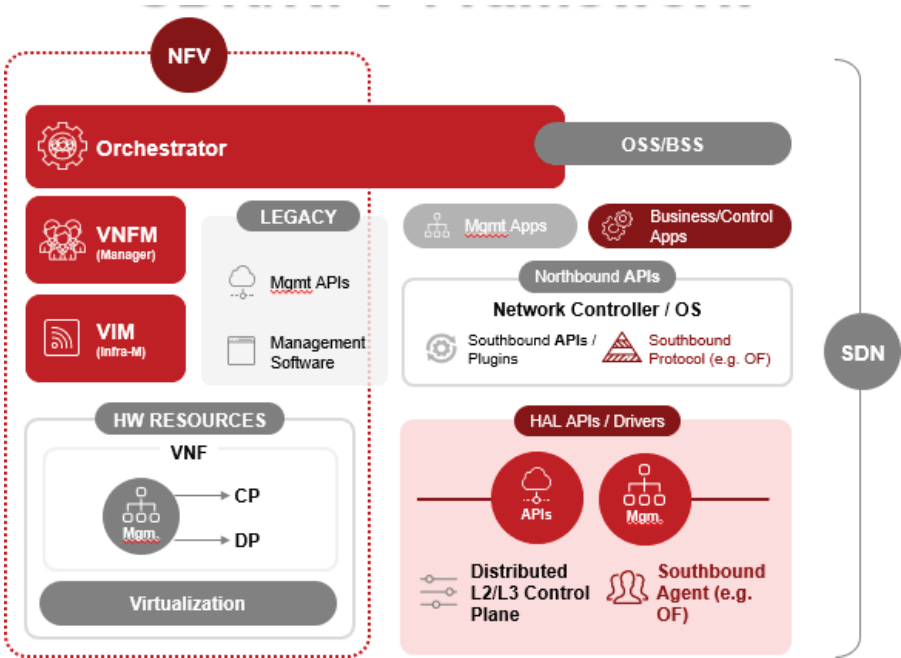 NFV
Orchestrator
OSS/BSS
VNFM
(Manager)
LEGACY
Mgmt Apps
Business/Control
Apps
Mgmt APIs
Northbound APIs
Network Controller / OS
VIM
(Infra-M)
Management
Software
Southbound APIs /
Plugins
Southbound
Protocol (e.g. OF)
SDN
HW RESOURCES
VNF
Mgm.
CP
DP
Virtualization
HAL APIs / Drivers
APIs
Mgm.
Distributed
L2/L3 Control
Plane
Southbound
Agent (e.g.
OF)